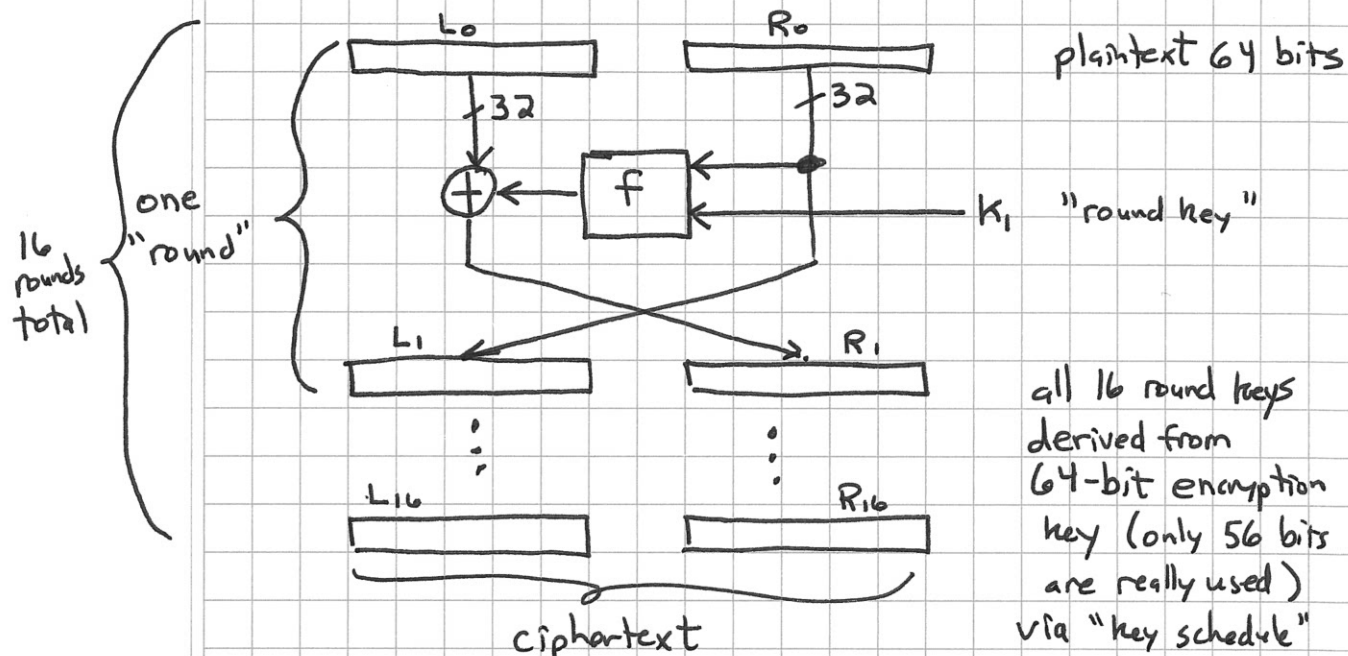 L₀ R₀
plaintext 64 bits
32 32
one
"round"
16
rounds
total
+ f
K₁ "round key"
L₁ R₁
all 16 round keys
derived from
64-bit encryption
key (only 56 bits
are really used)
via "key schedule"
L₁₆ R₁₆
ciphertext